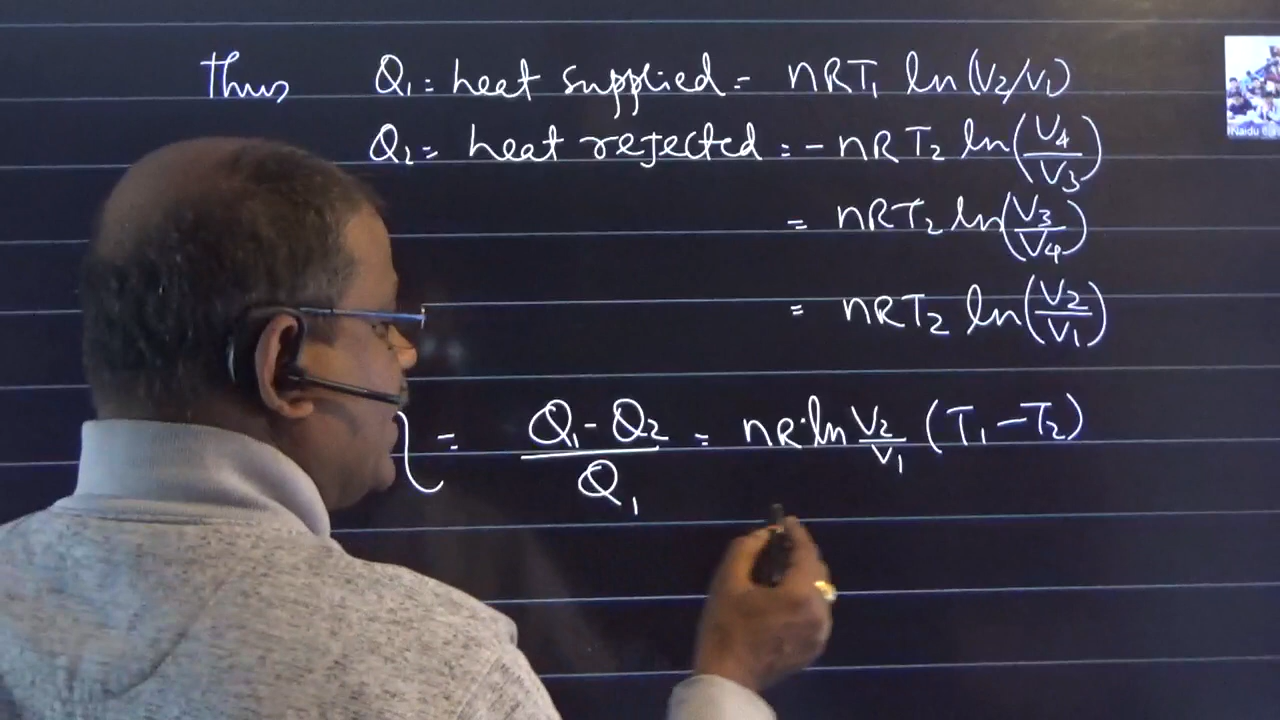 Thus Q₁ = heat supplied = nRT₁ ln(V₂/V₁)
Q₂ = heat rejected = - nRT₂ ln(V₄/V₃)
= nRT₂ ln(V₃/V₄)
= nRT₂ ln(V₂/V₁)
η = (Q₁ - Q₂)/Q₁ = nR ln V₂/V₁ (T₁ - T₂)